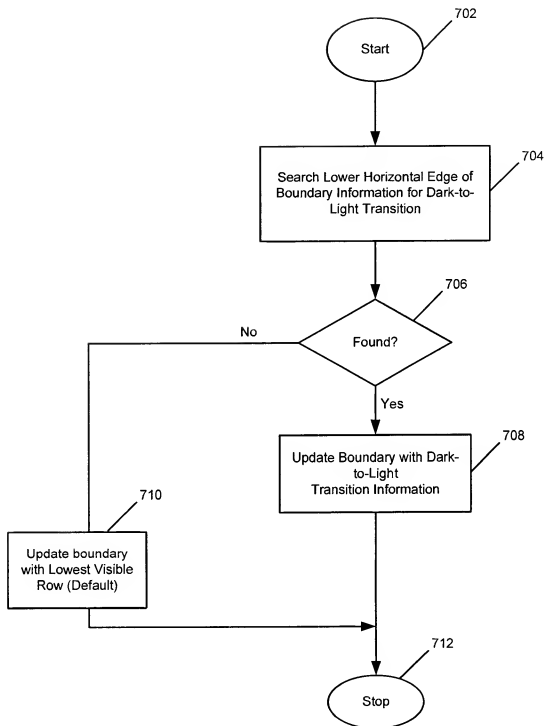 702
Start
704
Search Lower Horizontal Edge of
Boundary Information for Dark-to-
Light Transition
706
No
Found?
Yes
708
Update Boundary with Dark-
to-Light
Transition Information
710
Update boundary
with Lowest Visible
Row (Default)
712
Stop